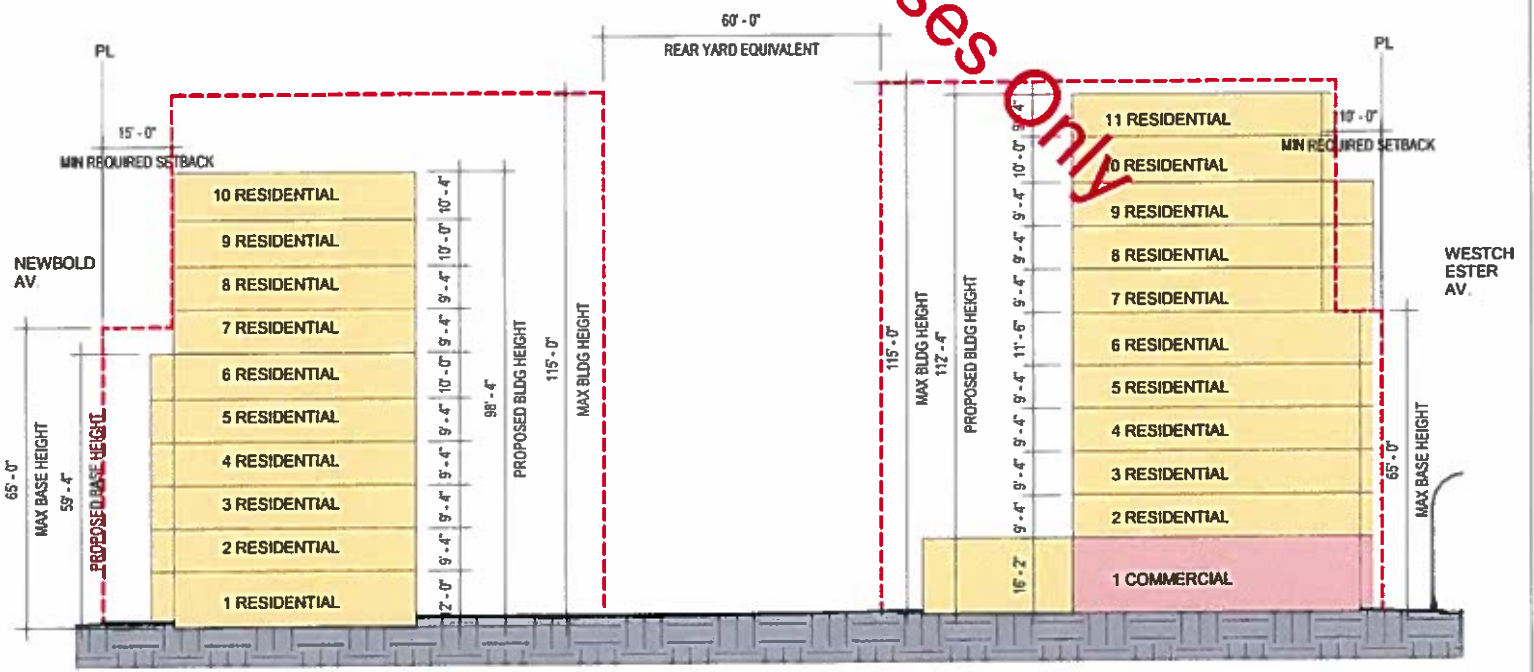 ses Only
60'-0"
REAR YARD EQUIVALENT
PL
15'-0"
MIN REQUIRED SETBACK
NEWBOLD
AV.
65'-0"
MAX BASE HEIGHT
59'-4"
PROPOSED BASE HEIGHT
10 RESIDENTIAL
9 RESIDENTIAL
8 RESIDENTIAL
7 RESIDENTIAL
6 RESIDENTIAL
5 RESIDENTIAL
4 RESIDENTIAL
3 RESIDENTIAL
2 RESIDENTIAL
1 RESIDENTIAL
10'-4"
10'-0"
9'-4"
9'-4"
10'-0"
9'-4"
9'-4"
9'-4"
9'-4"
2'-0"
98'-4"
PROPOSED BLDG HEIGHT
115'-0"
MAX BLDG HEIGHT
115'-0"
MAX BLDG HEIGHT
112'-4"
PROPOSED BLDG HEIGHT
9'-4"
10'-0"
9'-4"
9'-4"
9'-4"
11'-6"
9'-4"
9'-4"
9'-4"
9'-4"
16'-2"
11 RESIDENTIAL
0 RESIDENTIAL
9 RESIDENTIAL
8 RESIDENTIAL
7 RESIDENTIAL
6 RESIDENTIAL
5 RESIDENTIAL
4 RESIDENTIAL
3 RESIDENTIAL
2 RESIDENTIAL
1 COMMERCIAL
PL
10'-0"
MIN REQUIRED SETBACK
65'-0"
MAX BASE HEIGHT
WESTCH
ESTER
AV.